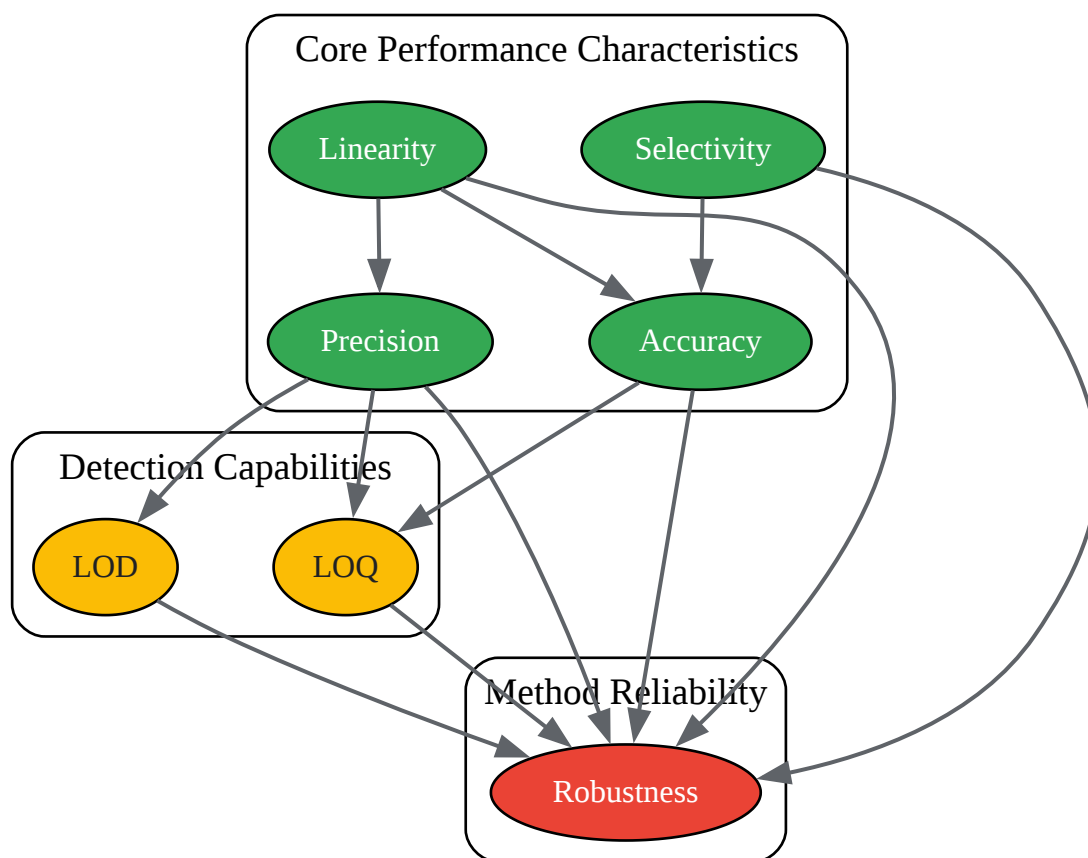 Core Performance Characteristics
Linearity
Selectivity
Precision
Accuracy
Detection Capabilities
LOD
LOQ
Method Reliability
Robustness